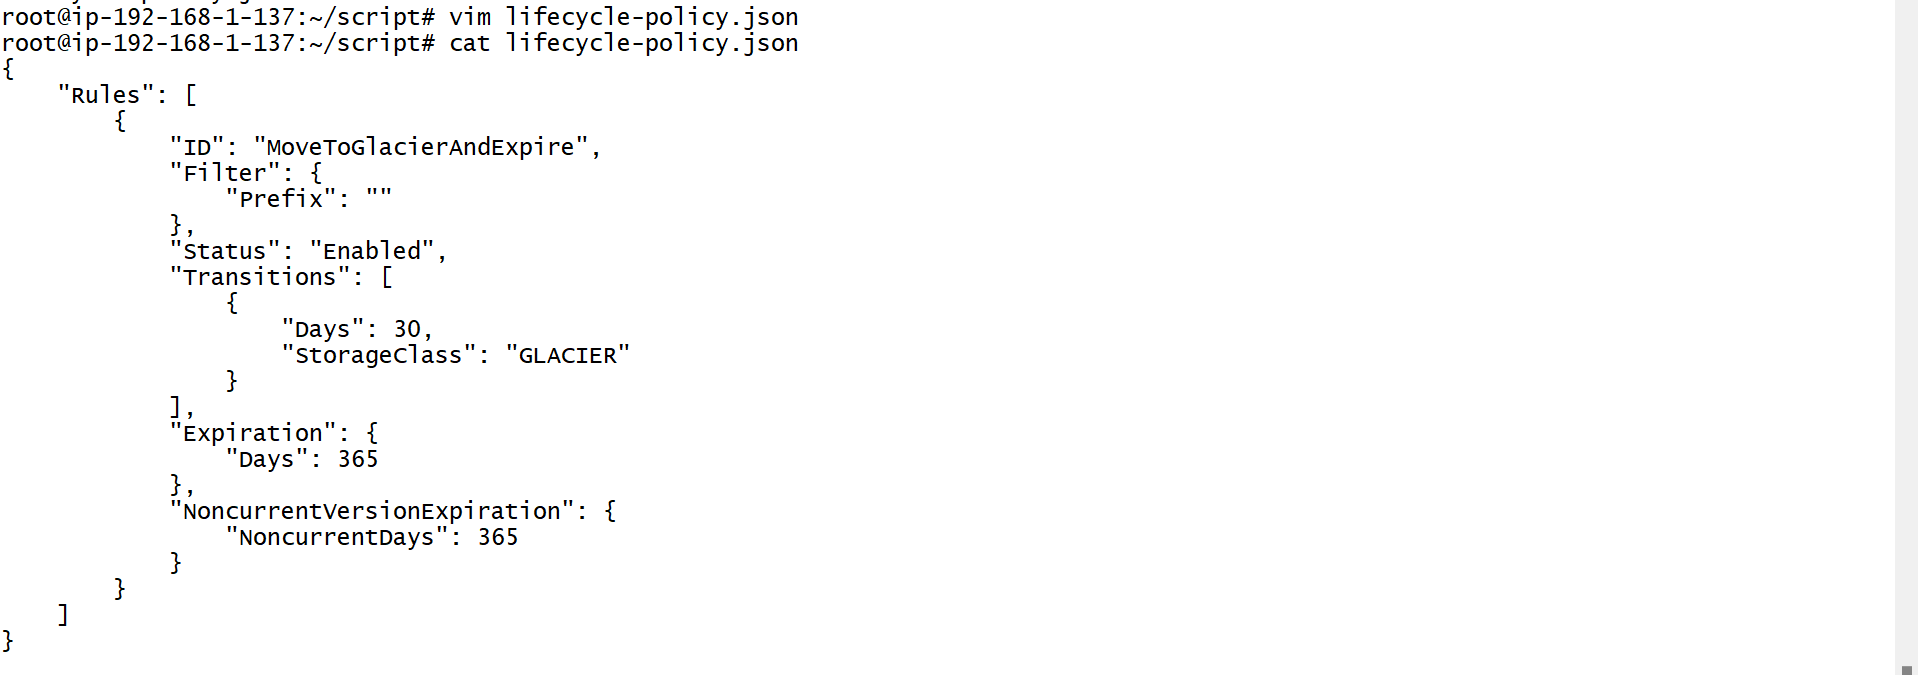 root@ip-192-168-1-137:~/script# vim lifecycle-policy.json
root@ip-192-168-1-137:~/script# cat lifecycle-policy.json
{
    "Rules": [
        {
            "ID": "MoveToGlacierAndExpire",
            "Filter": {
                "Prefix": ""
            },
            "Status": "Enabled",
            "Transitions": [
                {
                    "Days": 30,
                    "StorageClass": "GLACIER"
                }
            ],
            "Expiration": {
                "Days": 365
            },
            "NoncurrentVersionExpiration": {
                "NoncurrentDays": 365
            }
        }
    ]
}